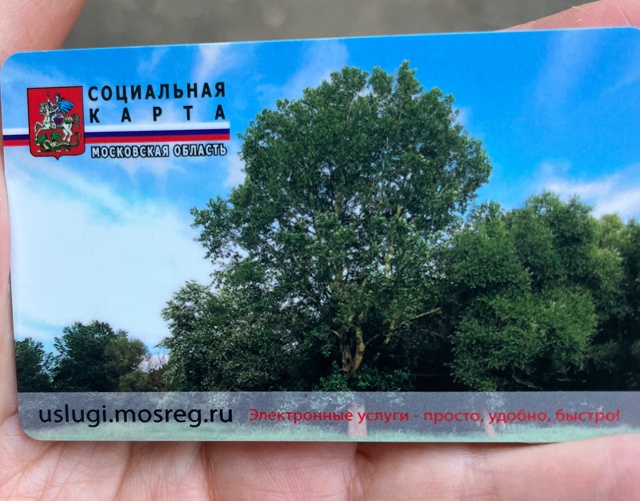 СОЦИАЛЬНАЯ
КАРТА
МОСКОВСКАЯ ОБЛАСТЬ
uslugi.mosreg.ru Электронные услуги - просто, удобно, быстро!